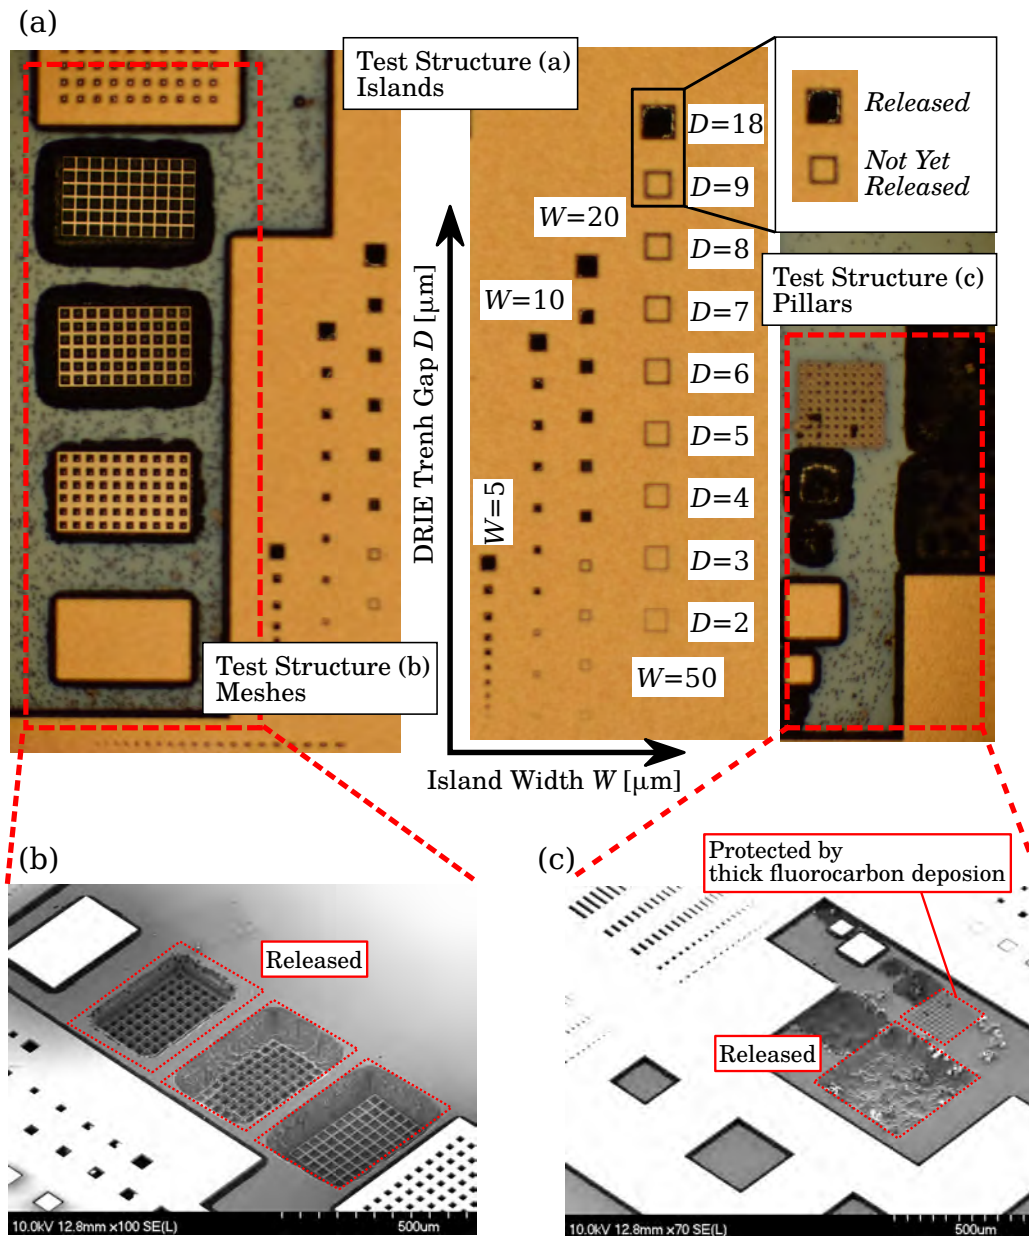 (a)
Test Structure (a)
Islands
Released
Not Yet
Released
D=18
D=9
W=20
D=8
Test Structure (c)
Pillars
W=10
D=7
D=6
DRIE Trenh Gap D [μm]
D=5
W=5
D=4
D=3
D=2
Test Structure (b)
Meshes
W=50
Island Width W [μm]
(b)
(c)
Protected by
thick fluorocarbon deposion
Released
Released
10.0kV 12.8mm x100 SE(L)
500um
10.0kV 12.8mm x70 SE(L)
500um